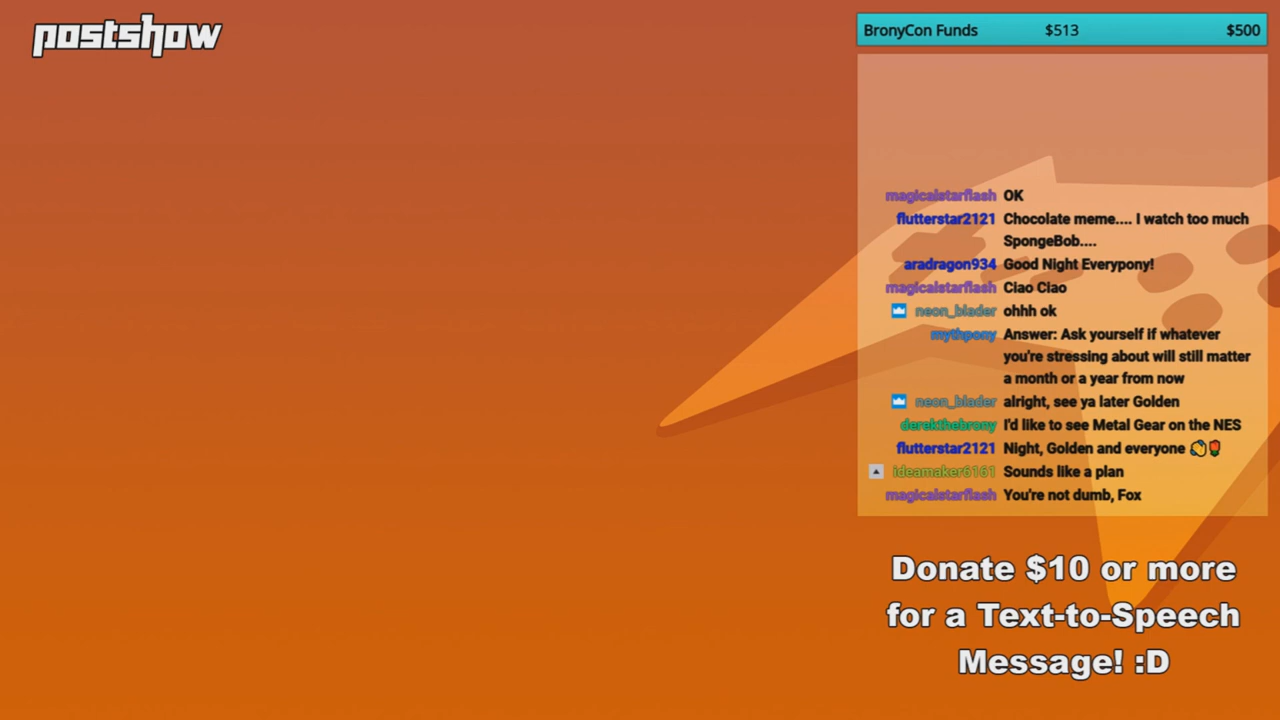 postshow
BronyCon Funds $513 $500
magicalstarflash OK
flutterstar2121 Chocolate meme.... I watch too much
SpongeBob....
aradragon934 Good Night Everypony!
magicalstarflash Ciao Ciao
neon_blader ohhh ok
mythpony Answer: Ask yourself if whatever
you're stressing about will still matter
a month or a year from now
neon_blader alright, see ya later Golden
derekthebrony I'd like to see Metal Gear on the NES
flutterstar2121 Night, Golden and everyone
ideamaker6161 Sounds like a plan
magicalstarflash You're not dumb, Fox
Donate $10 or more
for a Text-to-Speech
Message! :D